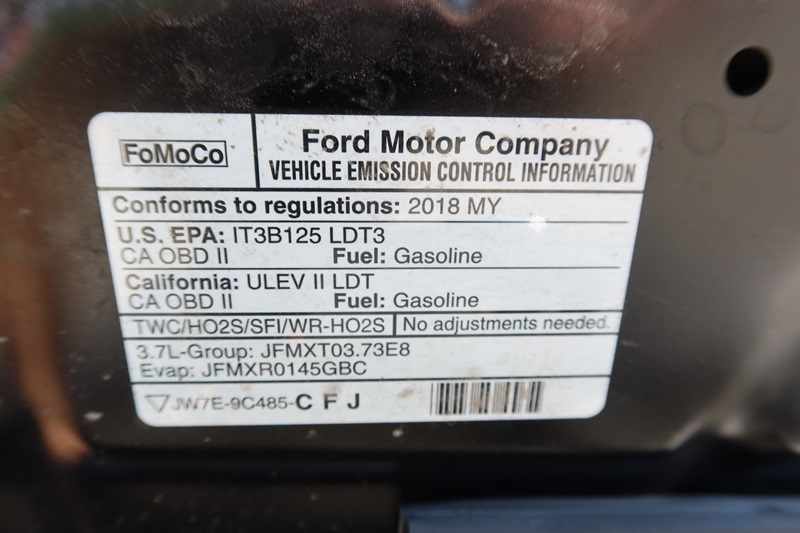 FoMoCo
Ford Motor Company
VEHICLE EMISSION CONTROL INFORMATION
Conforms to regulations: 2018 MY
U.S. EPA: IT3B125 LDT3
CA OBD II Fuel: Gasoline
California: ULEV II LDT
CA OBD II Fuel: Gasoline
TWC/HO2S/SFI/WR-HO2S No adjustments needed.
3.7L-Group: JFMXT03.73E8
Evap: JFMXR0145GBC
JW7E-9C485-C F J